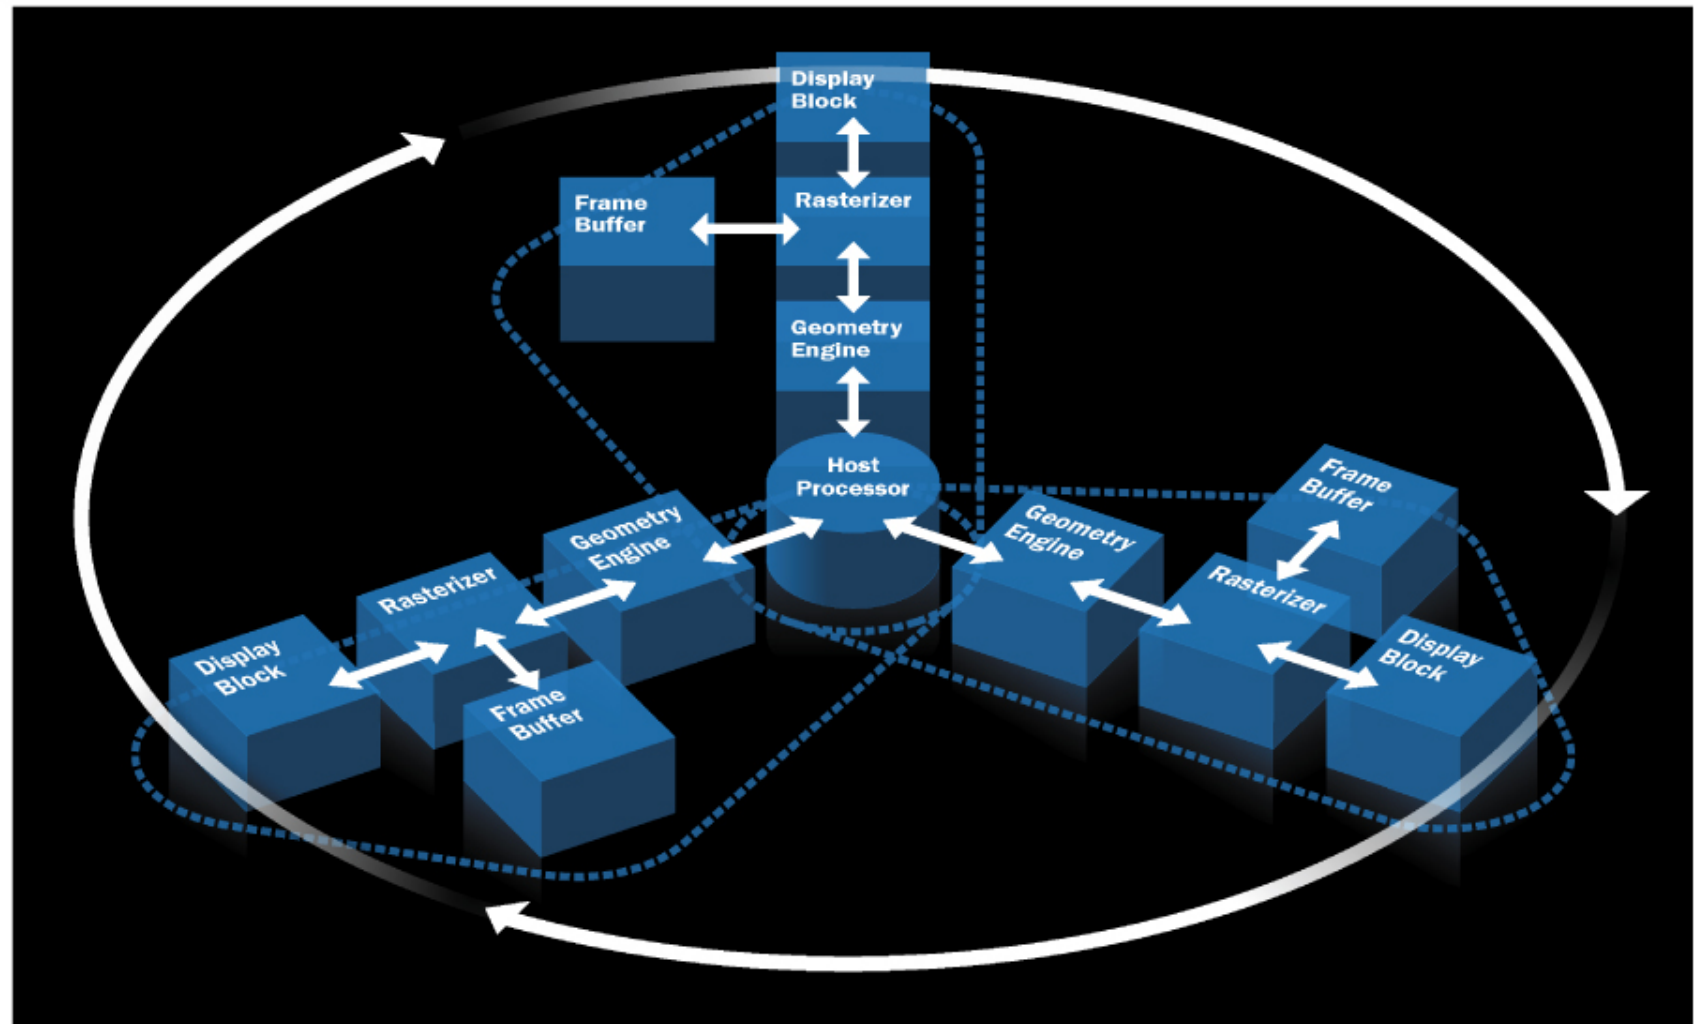 Display
Block
Frame
Buffer
Rasterizer
Geometry
Engine
Host
Processor
Geometry
Engine
Rasterizer
Display
Block
Frame
Buffer
Geometry
Engine
Frame
Buffer
Rasterizer
Display
Block